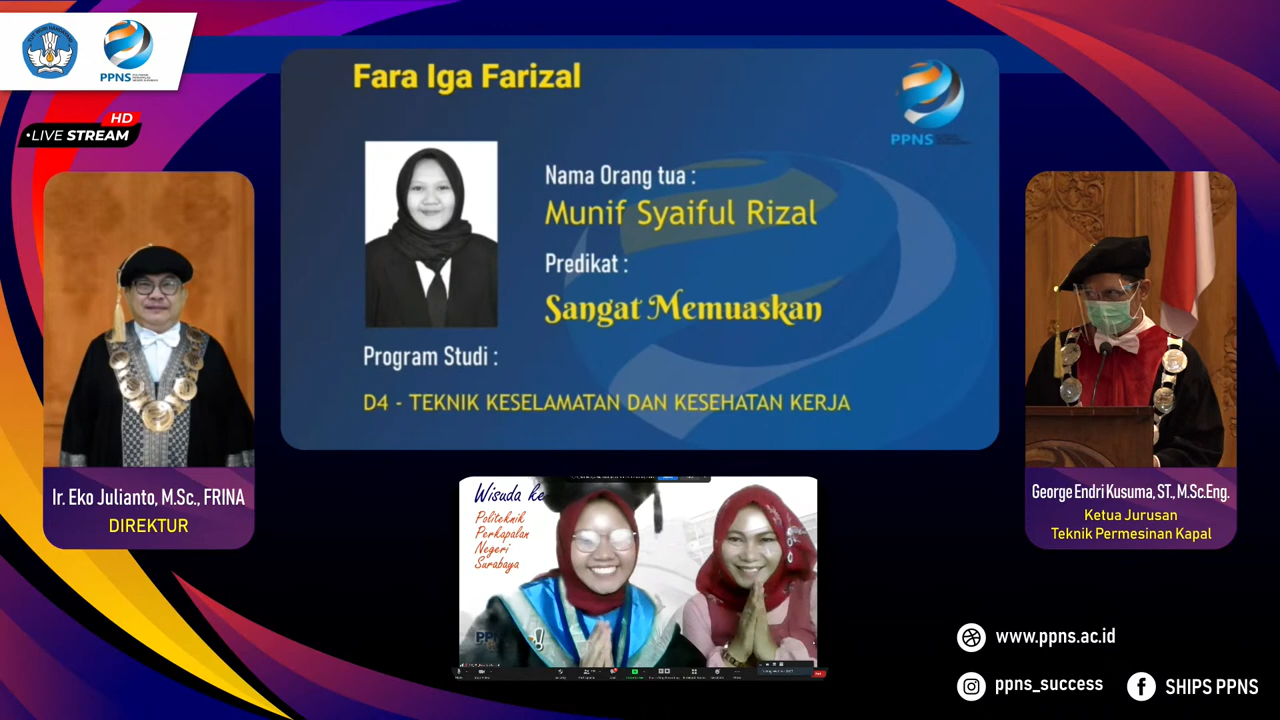 PPNS
HD
LIVE STREAM
Fara Iga Farizal
PPNS
Nama Orang tua :
Munif Syaiful Rizal
Predikat :
Sangat Memuaskan
Program Studi :
D4 - TEKNIK KESELAMATAN DAN KESEHATAN KERJA
Ir. Eko Julianto, M.Sc., FRINA
DIREKTUR
George Endri Kusuma, ST., M.Sc.Eng.
Ketua Jurusan
Teknik Permesinan Kapal
Wisuda ke
Politeknik
Perkapalan
Negeri
Surabaya
www.ppns.ac.id
ppns_success
SHIPS PPNS